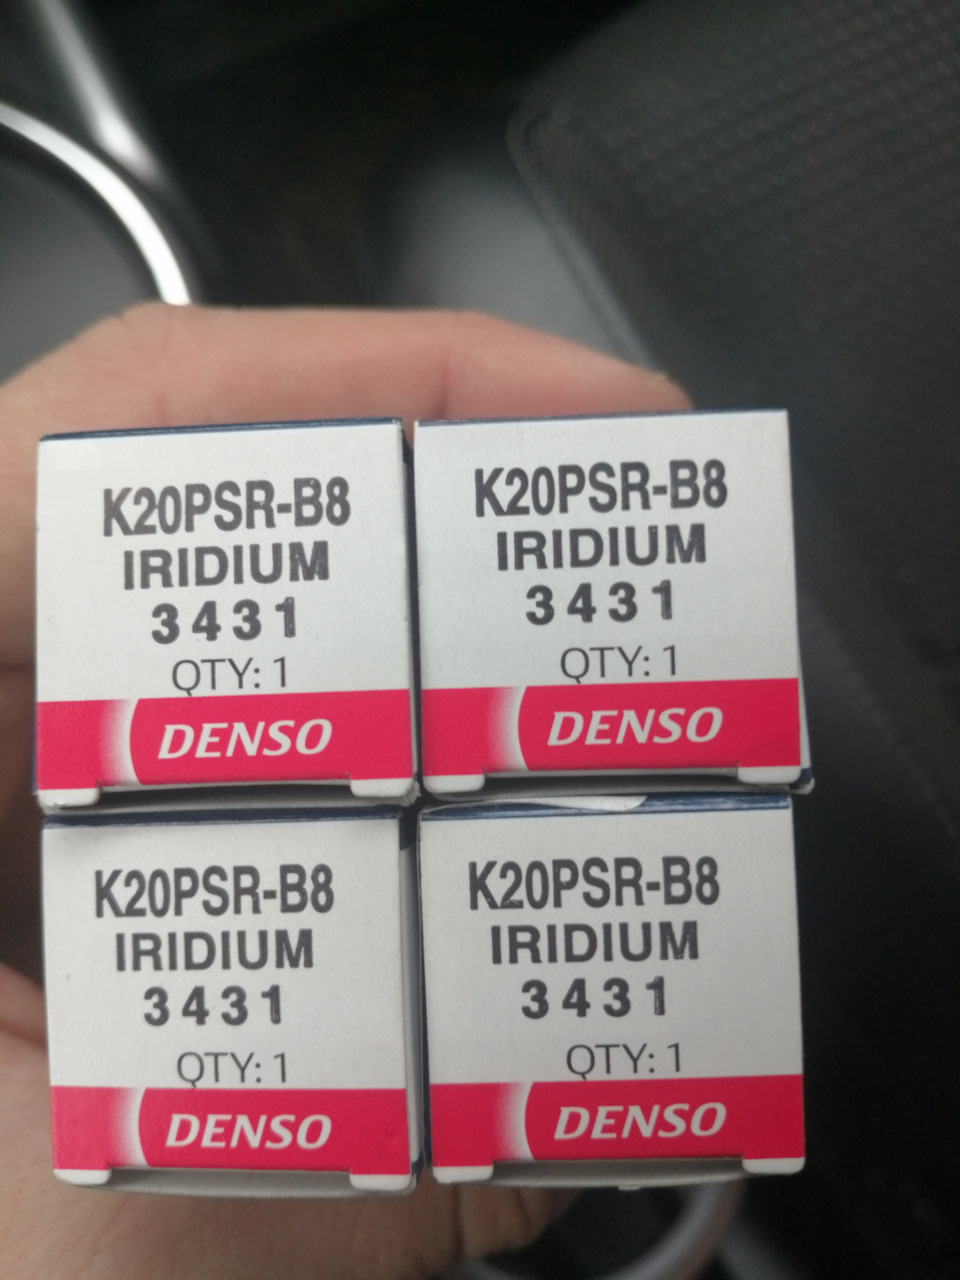 K20PSR-B8
IRIDIUM
3431
QTY: 1
DENSO
K20PSR-B8
IRIDIUM
3431
QTY: 1
DENSO
K20PSR-B8
IRIDIUM
3431
QTY: 1
DENSO
K20PSR-B8
IRIDIUM
3431
QTY: 1
DENSO